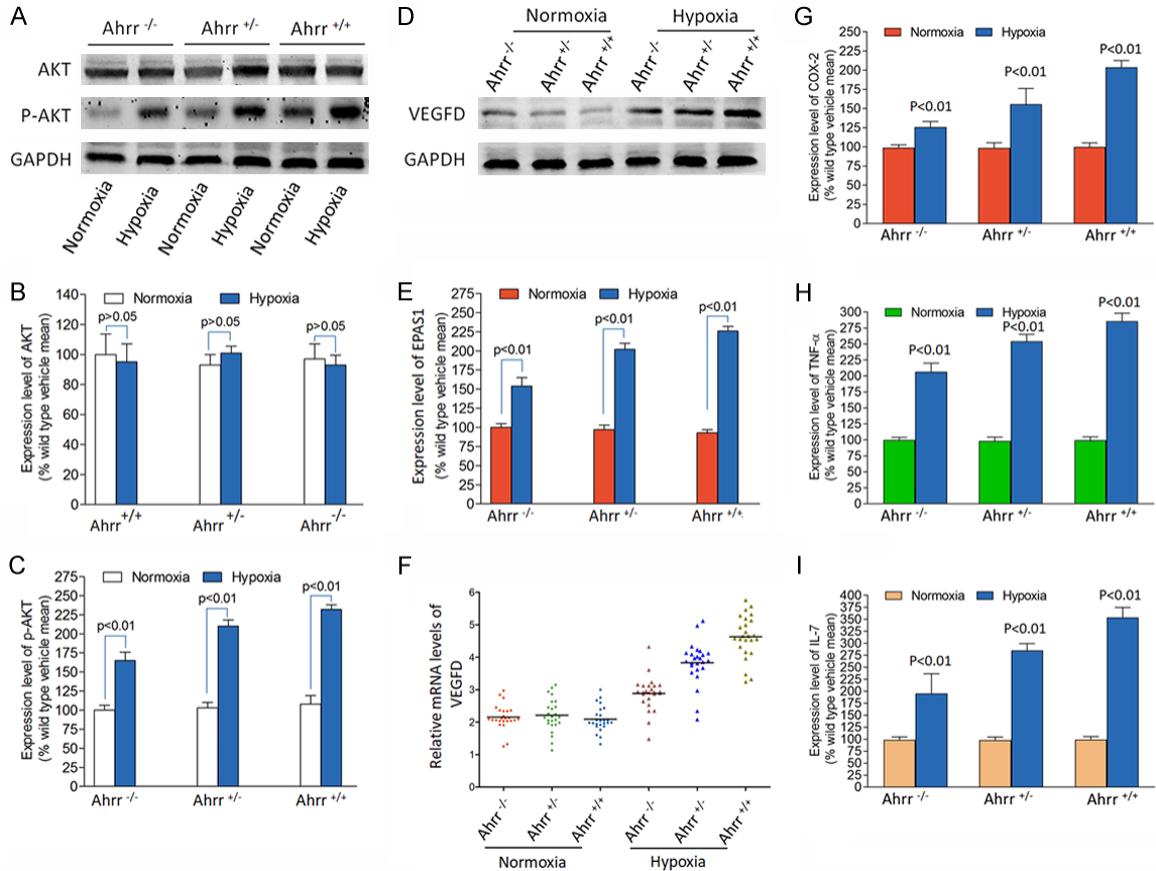 A
Ahrr -/-
Ahrr +/-
Ahrr +/+
AKT
P-AKT
GAPDH
Normoxia
Hypoxia
Normoxia
Hypoxia
Normoxia
Hypoxia
B
Normoxia
Hypoxia
p>0.05
p>0.05
p>0.05
Expression level of AKT
(% wild type vehicle mean)
140
120
100
80
60
40
20
0
Ahrr +/+
Ahrr +/-
Ahrr -/-
C
Normoxia
Hypoxia
p<0.01
p<0.01
p<0.01
Expression level of p-AKT
(% wild type vehicle mean)
275
250
225
200
175
150
125
100
75
50
25
0
Ahrr -/-
Ahrr +/-
Ahrr +/+
D
Normoxia
Hypoxia
Ahrr -/-
Ahrr +/-
Ahrr +/+
Ahrr -/-
Ahrr +/-
Ahrr +/+
VEGFD
GAPDH
E
Normoxia
Hypoxia
p<0.01
p<0.01
p<0.01
Expression level of EPAS1
(% wild type vehicle mean)
275
250
225
200
175
150
125
100
75
50
25
0
Ahrr -/-
Ahrr +/-
Ahrr +/+.
F
Relative mRNA levels of
VEGFD
6
5
4
3
2
1
0
Ahrr -/-
Ahrr +/-
Ahrr +/+
Ahrr -/-
Ahrr +/-
Ahrr +/+
Normoxia
Hypoxia
G
Normoxia
Hypoxia
P<0.01
P<0.01
P<0.01
Expression level of COX-2
(% wild type vehicle mean)
250
225
200
175
150
125
100
75
50
25
0
Ahrr -/-
Ahrr +/-
Ahrr +/+
H
Normoxia
Hypoxia
P<0.01
P<0.01
P<0.01
Expression level of TNF-α
(% wild type vehicle mean)
300
275
250
225
200
175
150
125
100
75
50
25
0
Ahrr -/-
Ahrr +/-
Ahrr +/+
I
Normoxia
Hypoxia
P<0.01
P<0.01
P<0.01
Expression level of IL-7
(% wild type vehicle mean)
400
375
350
325
300
275
250
225
200
175
150
125
100
75
50
25
0
Ahrr -/-
Ahrr +/-
Ahrr +/+